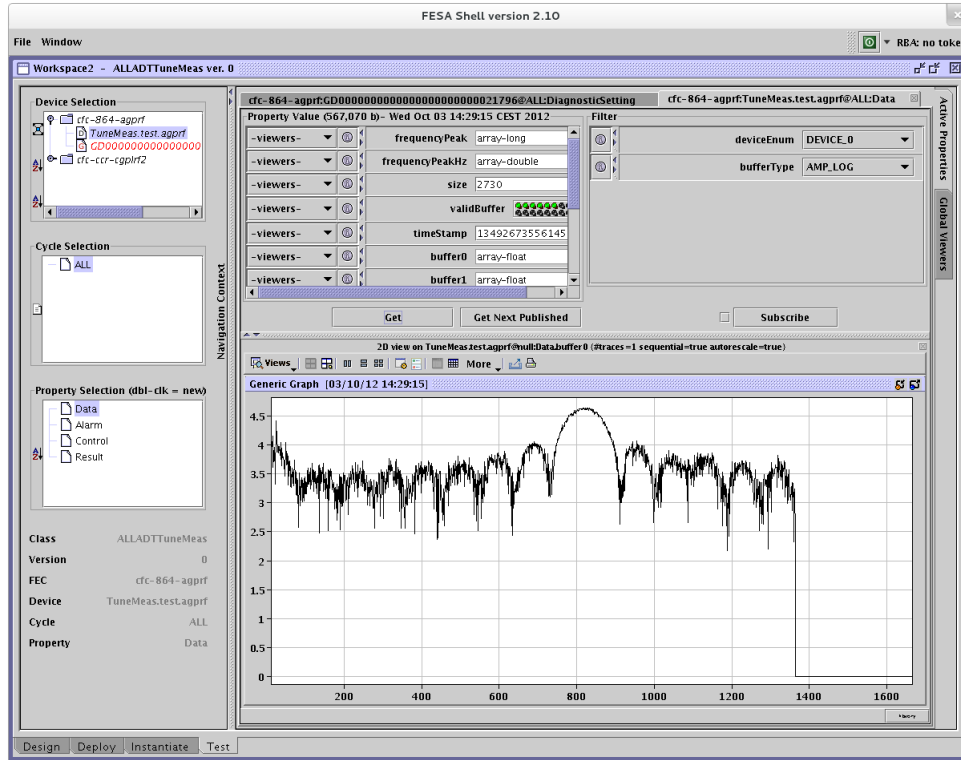 FESA Shell version 2.10
File Window
RBA: no toke
Workspace2 - ALLADTTuneMeas ver. 0
Device Selection
cfc-864-agprf
TuneMeas.test.agprf
GD0000000000000
cfc-ccr-cgplrf2
Cycle Selection
ALL
Property Selection (dbl-clk = new)
Data
Alarm
Control
Result
Class ALLADTTuneMeas
Version 0
FEC cfc-864-agprf
Device TuneMeas.test.agprf
Cycle ALL
Property Data
Navigation Context
cfc-864-agprf:TuneMeas.test.agprf@ALL:Data
Property Value (567,070 b)- Wed Oct 03 14:29:15 CEST 2012
-viewers- frequencyPeak array-long
-viewers- frequencyPeakHz array-double
-viewers- size 2730
-viewers- validBuffer
-viewers- timeStamp 13492673556145
-viewers- buffer0 array-float
-viewers- buffer1 array-float
Filter
deviceEnum DEVICE_0
bufferType AMP_LOG
Get Get Next Published Subscribe
Active Properties
Global Viewers
2D view on TuneMeas.test.agprf@null:Data.buffer0 (#traces=1 sequential=true autorescale=true)
Views More
Generic Graph [03/10/12 14:29:15]
4.5
4
3.5
3
2.5
2
1.5
1
0.5
0
200 400 600 800 1000 1200 1400 1600
History
Design Deploy Instantiate Test